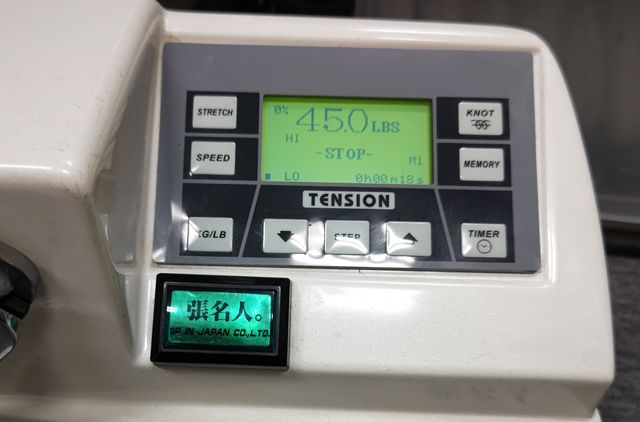 STRETCH
SPEED
KG/LB
0%
45.0 LBS
HI
-STOP-
M1
LO
0h00m18s
KNOT
MEMORY
TENSION
STEP
TIMER
張名人。
SP.IN JAPAN CO.,LTD.